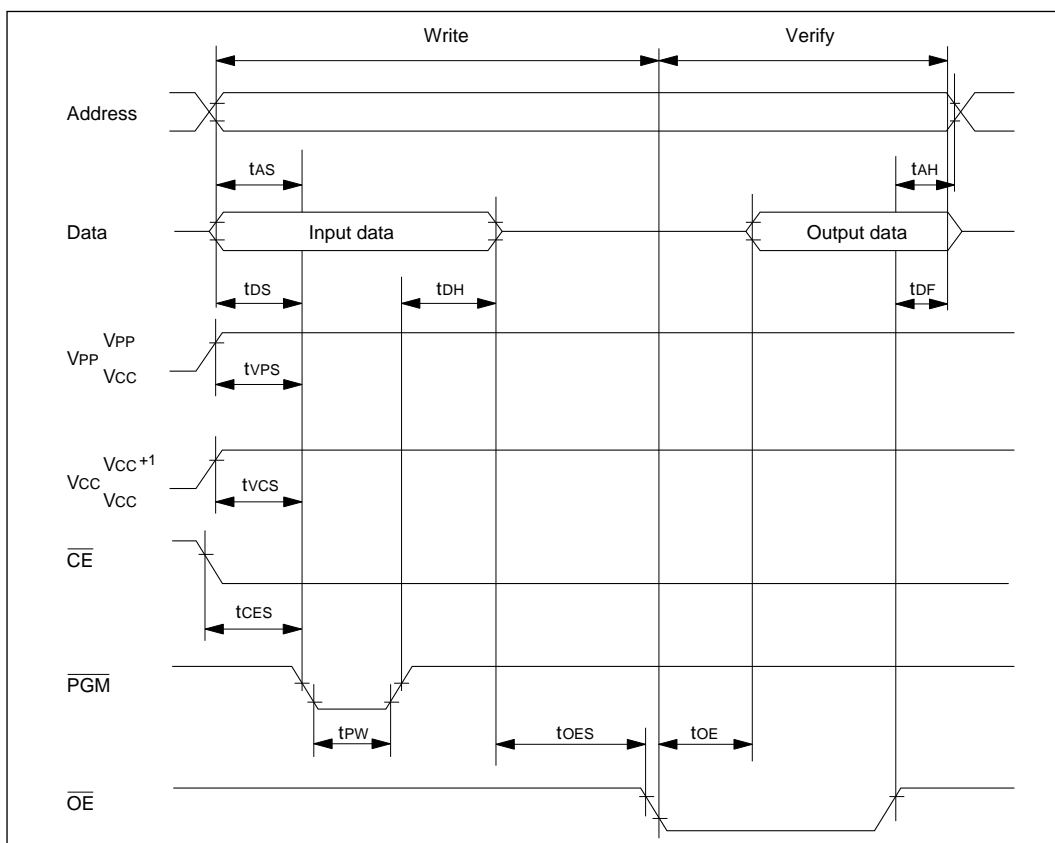 Write Verify
Address
tAS tAH
Data Input data Output data
tDS tDH tDF
VPP VPP
VCC
tVPS
VCC VCC+1
VCC
tVCS
CE
tCES
PGM
tPW tOES tOE
OE